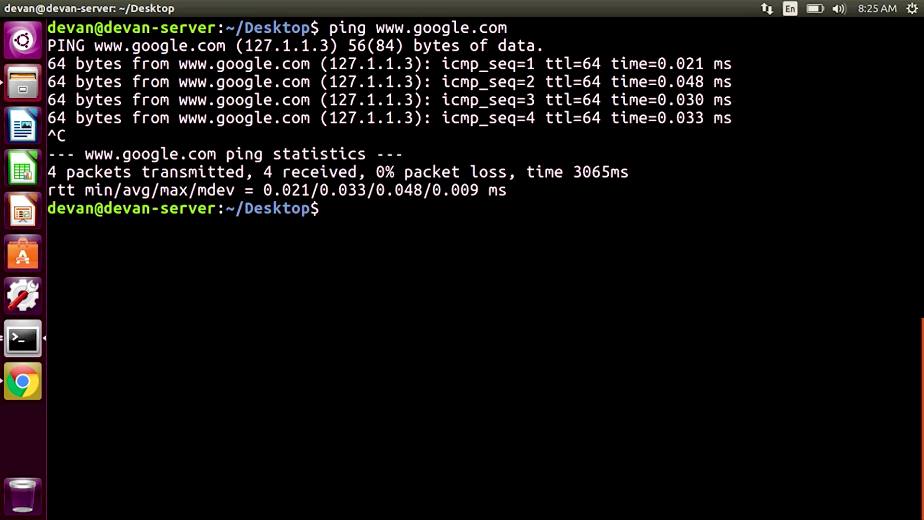 devan@devan-server: ~/Desktop
En
8:25 AM
devan@devan-server:~/Desktop$ ping www.google.com
PING www.google.com (127.1.1.3) 56(84) bytes of data.
64 bytes from www.google.com (127.1.1.3): icmp_seq=1 ttl=64 time=0.021 ms
64 bytes from www.google.com (127.1.1.3): icmp_seq=2 ttl=64 time=0.048 ms
64 bytes from www.google.com (127.1.1.3): icmp_seq=3 ttl=64 time=0.030 ms
64 bytes from www.google.com (127.1.1.3): icmp_seq=4 ttl=64 time=0.033 ms
^C
--- www.google.com ping statistics ---
4 packets transmitted, 4 received, 0% packet loss, time 3065ms
rtt min/avg/max/mdev = 0.021/0.033/0.048/0.009 ms
devan@devan-server:~/Desktop$